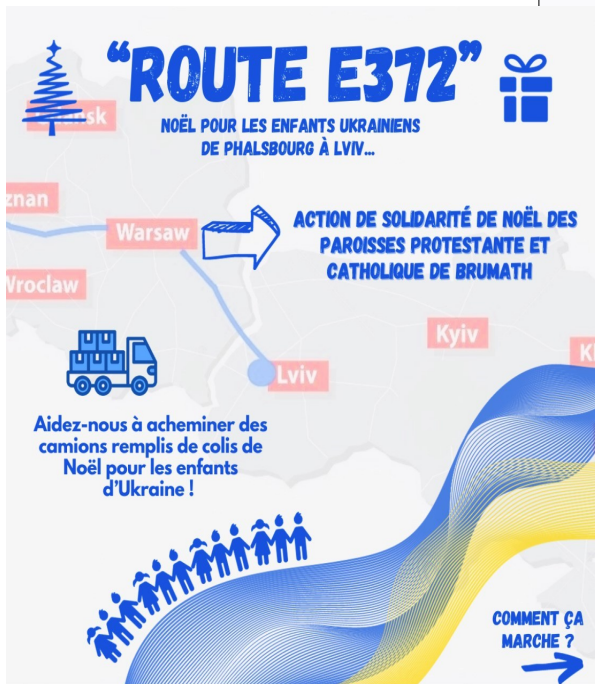 “ROUTE E372”
NOËL POUR LES ENFANTS UKRAINIENS
DE PHALSBOURG À LVIV...
nsk
znan
Warsaw
ACTION DE SOLIDARITÉ DE NOËL DES
PAROISSES PROTESTANTE ET
CATHOLIQUE DE BRUMATH
Wroclaw
Kyiv
Lviv
Aidez-nous à acheminer des
camions remplis de colis de
Noël pour les enfants
d’Ukraine !
COMMENT ÇA
MARCHE ?